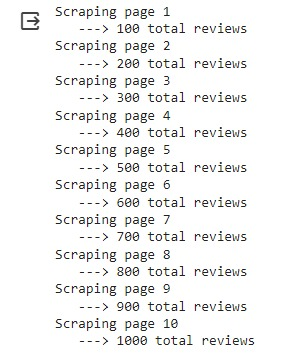 Scraping page 1
---> 100 total reviews
Scraping page 2
---> 200 total reviews
Scraping page 3
---> 300 total reviews
Scraping page 4
---> 400 total reviews
Scraping page 5
---> 500 total reviews
Scraping page 6
---> 600 total reviews
Scraping page 7
---> 700 total reviews
Scraping page 8
---> 800 total reviews
Scraping page 9
---> 900 total reviews
Scraping page 10
---> 1000 total reviews